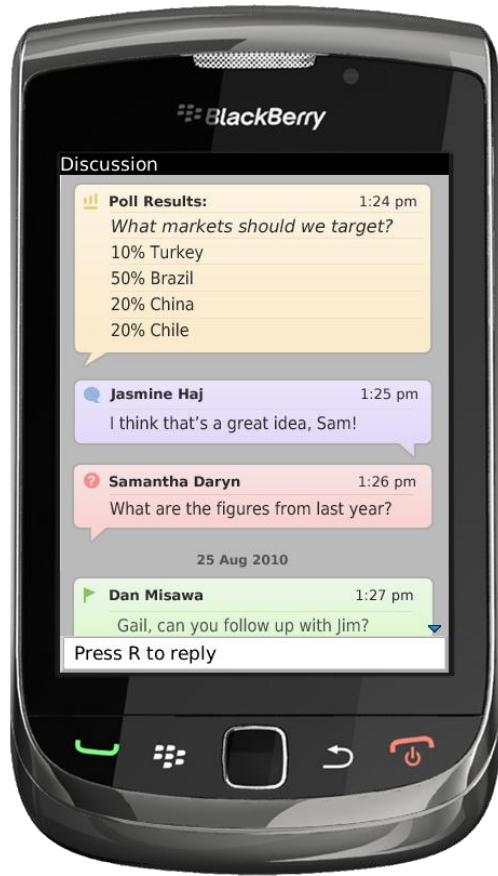 BlackBerry
Discussion
Poll Results: 1:24 pm
What markets should we target?
10% Turkey
50% Brazil
20% China
20% Chile
Jasmine Haj 1:25 pm
I think that's a great idea, Sam!
? Samantha Daryn 1:26 pm
What are the figures from last year?
25 Aug 2010
Dan Misawa 1:27 pm
Gail, can you follow up with Jim?
Press R to reply